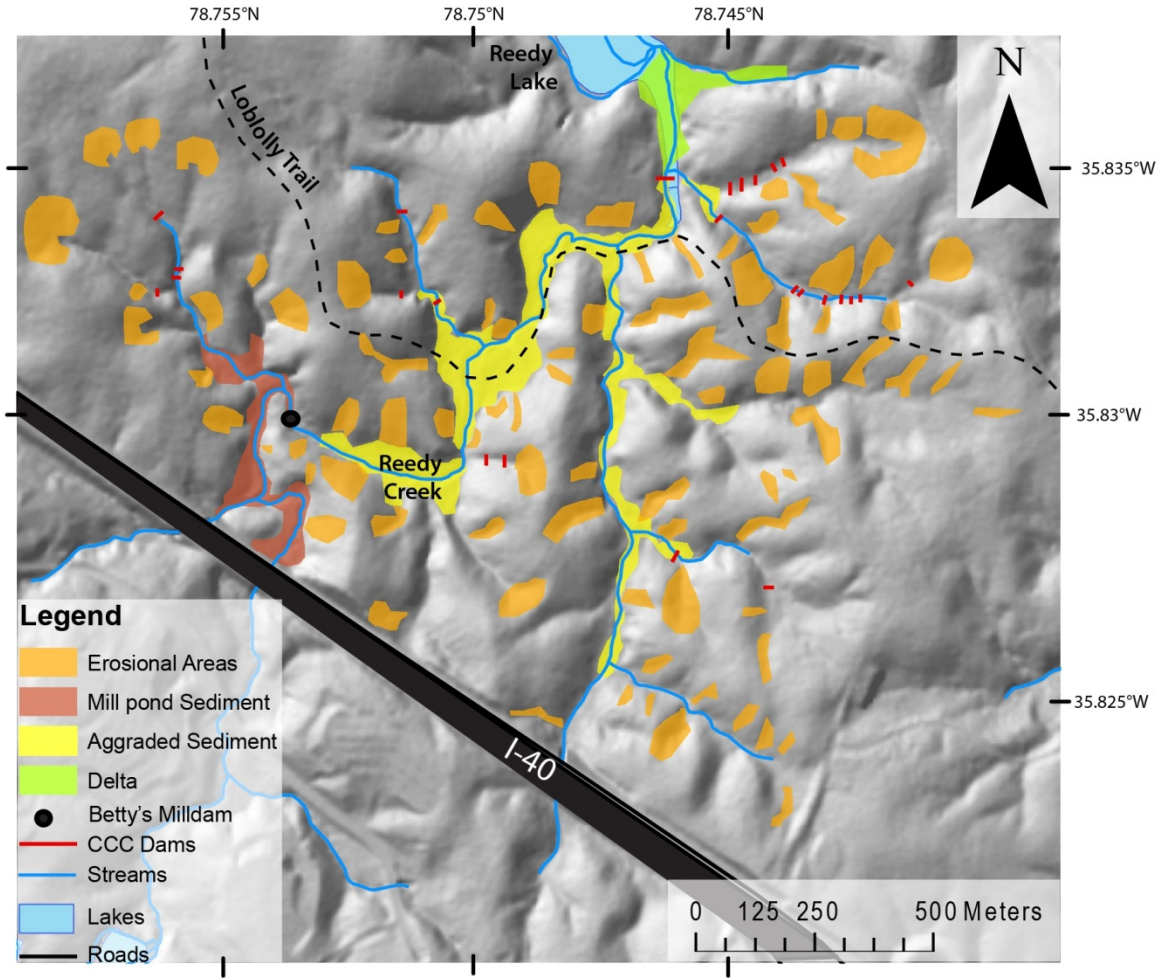 78.755°
78.75°
78.745°
Reedy
Lake
N
Loblolly Trail
35.835°W
35.83°W
Reedy
Creek
35.825°W
I-40
Legend
Erosional Areas
Mill pond Sediment
Aggraded Sediment
Delta
Betty's Milldam
CCC Dams
Streams
Lakes
Roads
0 125 250 500 Meters